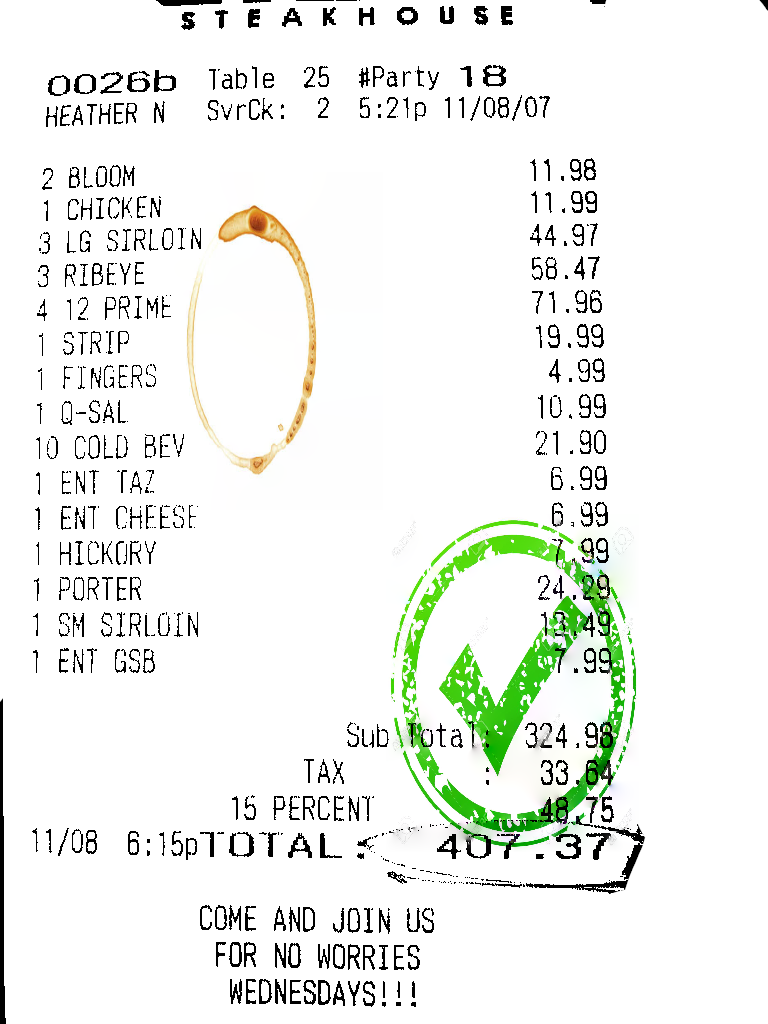 STEAKHOUSE
0026b Table 25 #Party 18
HEATHER N SvrCk: 2 5:21p 11/08/07
2 BLOOM 11.98
1 CHICKEN 11.99
3 LG SIRLOIN 44.97
3 RIBEYE 58.47
4 12 PRIME 71.96
1 STRIP 19.99
1 FINGERS 4.99
1 Q-SAL 10.99
10 COLD BEV 21.90
1 ENT TAZ 6.99
1 ENT CHEESE 6.99
1 HICKORY 7.99
1 PORTER 24.29
1 SM SIRLOIN 13.49
1 ENT GSB 7.99
Sub Total: 324.98
TAX : 33.64
15 PERCENT 48.75
11/08 6:15pTOTAL: 407.37
COME AND JOIN US
FOR NO WORRIES
WEDNESDAYS!!!